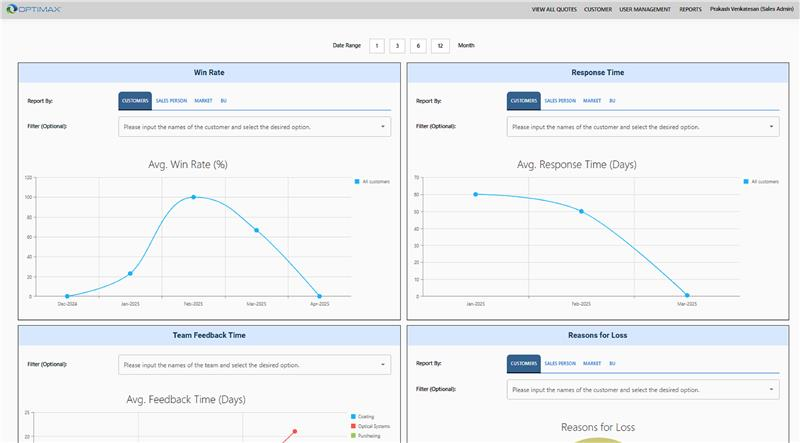 OPTIMAX
VIEW ALL QUOTES CUSTOMER USER MANAGEMENT REPORTS Prakash Venkatesan (Sales Admin)
Date Range 1 3 6 12 Month
Win Rate
Report By: CUSTOMERS SALES PERSON MARKET BU
Filter (Optional): Please input the names of the customer and select the desired option.
Avg. Win Rate (%)
All customers
120
100
80
60
40
20
0
Dec-2024 Jan-2025 Feb-2025 Mar-2025 Apr-2025
Response Time
Report By: CUSTOMERS SALES PERSON MARKET BU
Filter (Optional): Please input the names of the customer and select the desired option.
Avg. Response Time (Days)
All customers
70
60
50
40
30
20
10
0
Jan-2025 Feb-2025 Mar-2025
Team Feedback Time
Filter (Optional): Please input the names of the team and select the desired option.
Avg. Feedback Time (Days)
25
20
Coating
Optical Systems
Purchasing
Reasons for Loss
Report By: CUSTOMERS SALES PERSON MARKET BU
Filter (Optional): Please input the names of the customer and select the desired option.
Reasons for Loss